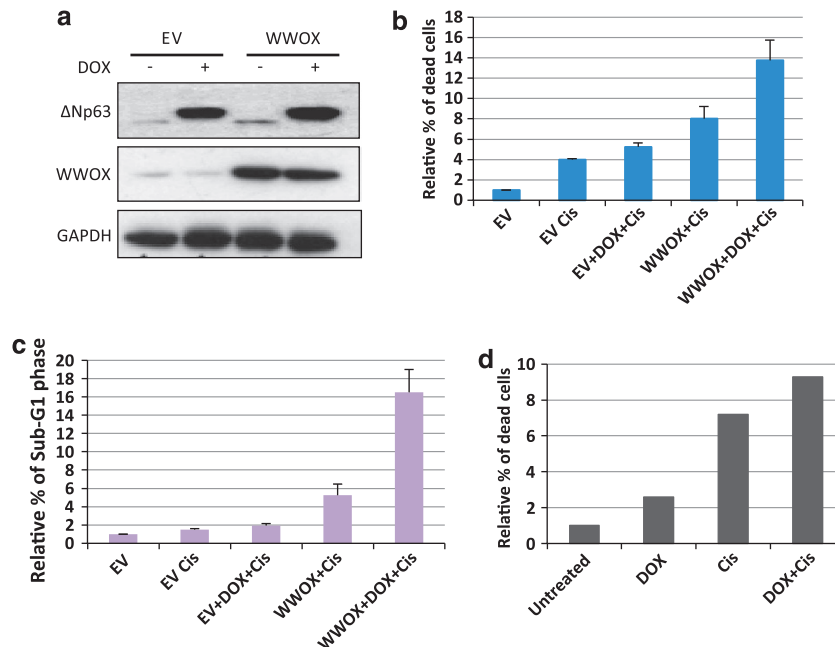 a
EV WWOX
DOX - + - +
ΔNp63
WWOX
GAPDH
b
Relative % of dead cells
18
16
14
12
10
8
6
4
2
0
EV
EV Cis
EV+DOX+Cis
WWOX+Cis
WWOX+DOX+Cis
c
Relative % of Sub-G1 phase
20
18
16
14
12
10
8
6
4
2
0
EV
EV Cis
EV+DOX+Cis
WWOX+Cis
WWOX+DOX+Cis
d
Relative % of dead cells
10
8
6
4
2
0
Untreated
DOX
Cis
DOX+Cis